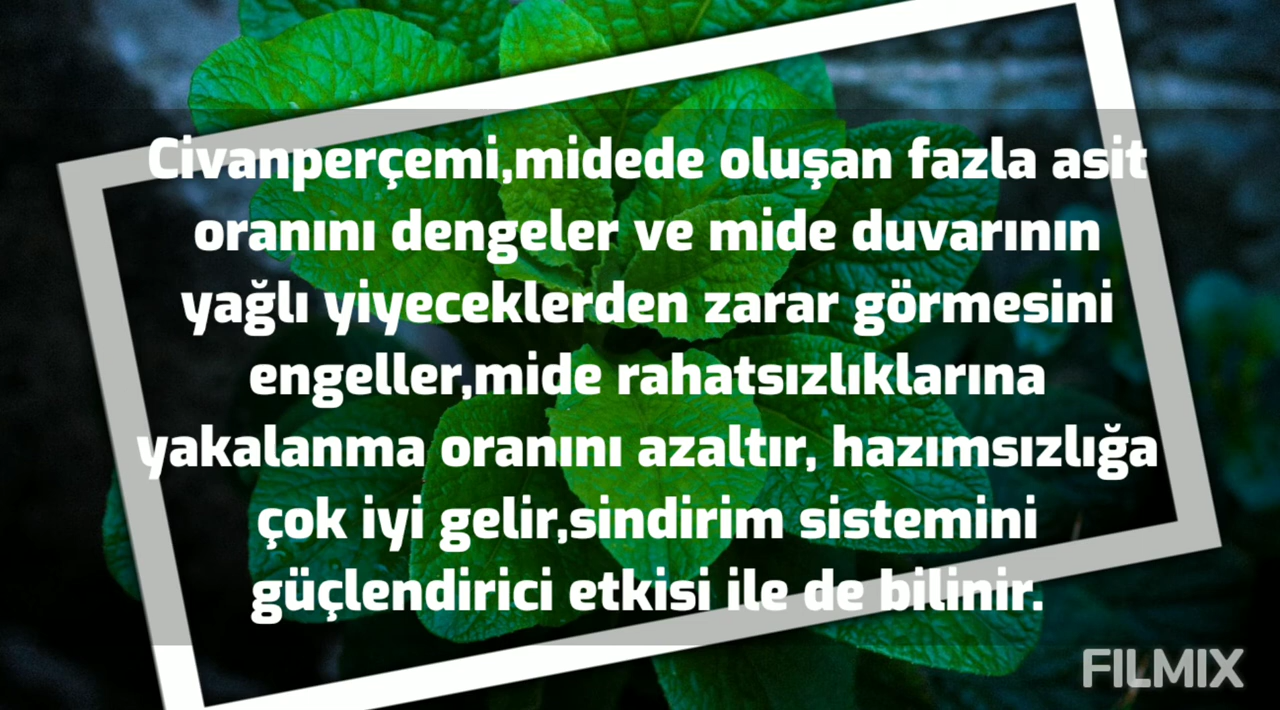 Civanperçemi,midede oluşan fazla asit
oranını dengeler ve mide duvarının
yağlı yiyeceklerden zarar görmesini
engeller,mide rahatsızlıklarına
yakalanma oranını azaltır, hazımsızlığa
çok iyi gelir,sindirim sistemini
güçlendirici etkisi ile de bilinir.
FILMIX